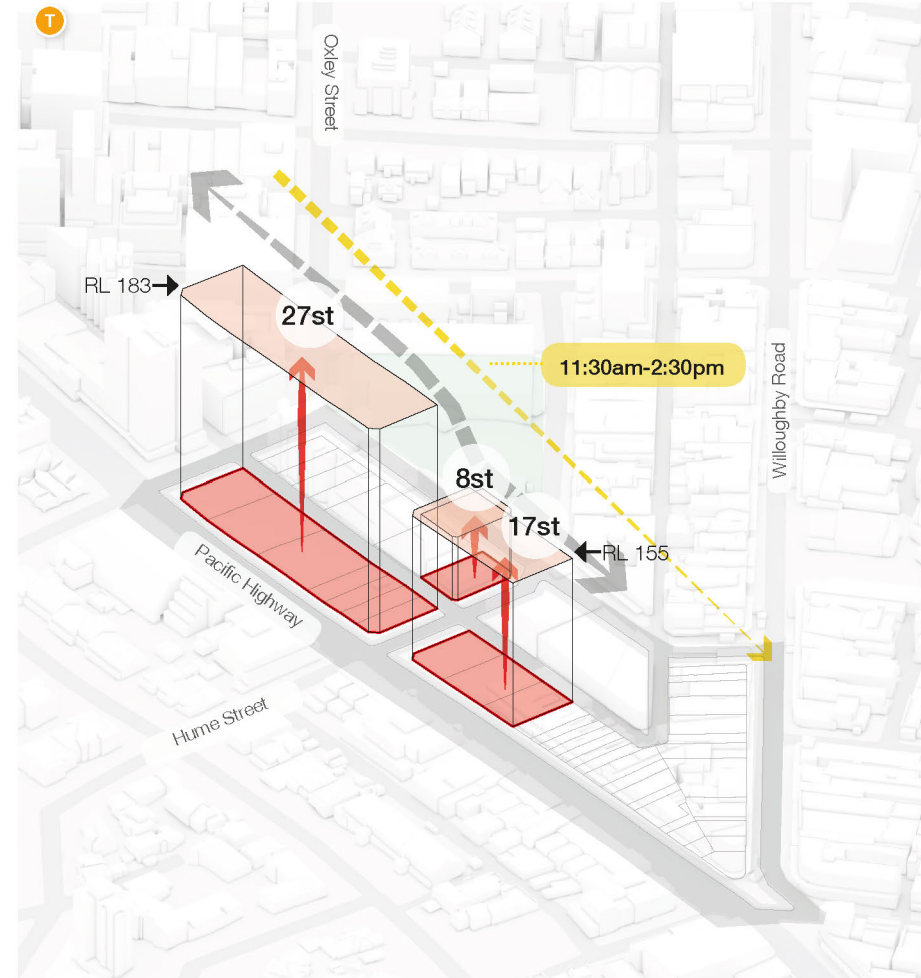 T
Oxley Street
RL 183
27st
11:30am-2:30pm
Willoughby Road
8st
17st
RL 155
Pacific Highway
Hume Street